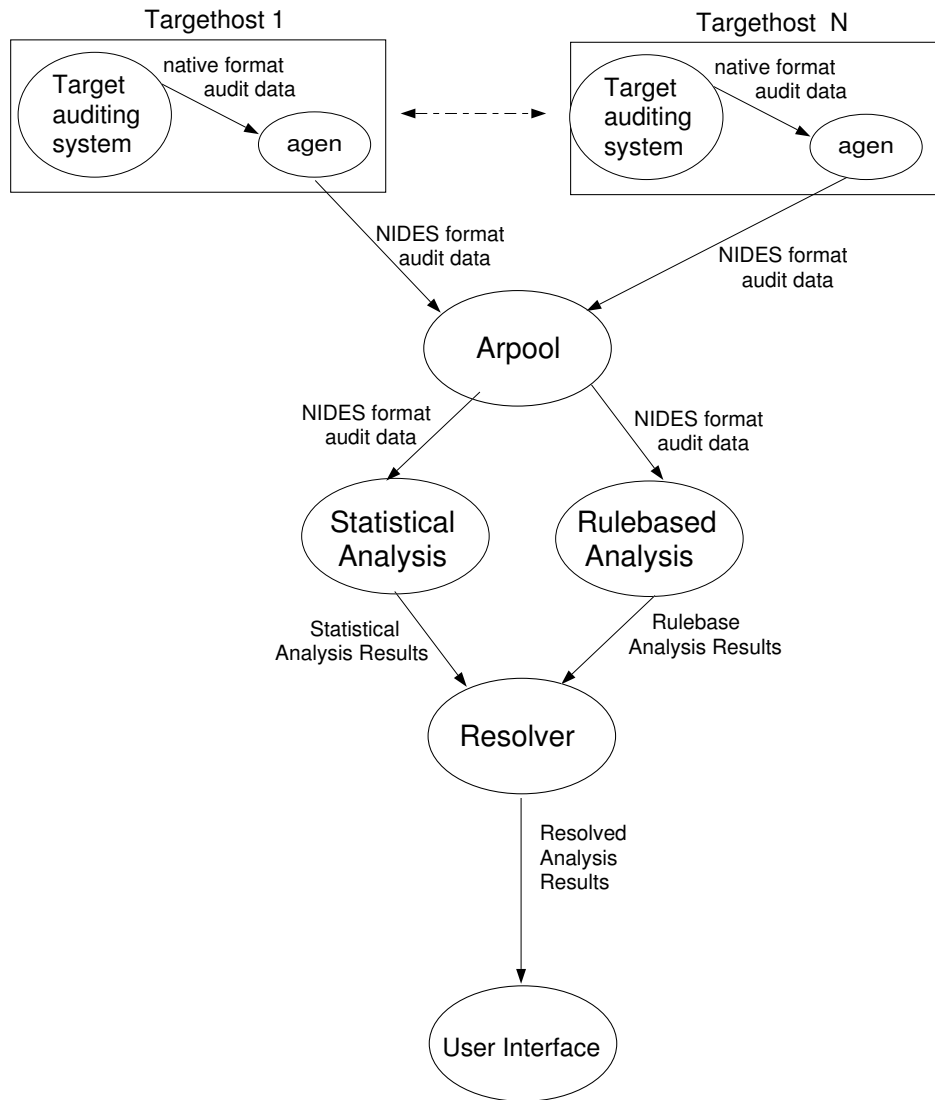 Targethost 1
Targethost N
native format
audit data
Target
auditing
system
agen
native format
audit data
Target
auditing
system
agen
NIDES format
audit data
NIDES format
audit data
Arpool
NIDES format
audit data
NIDES format
audit data
Statistical
Analysis
Rulebased
Analysis
Statistical
Analysis Results
Rulebase
Analysis Results
Resolver
Resolved
Analysis
Results
User Interface